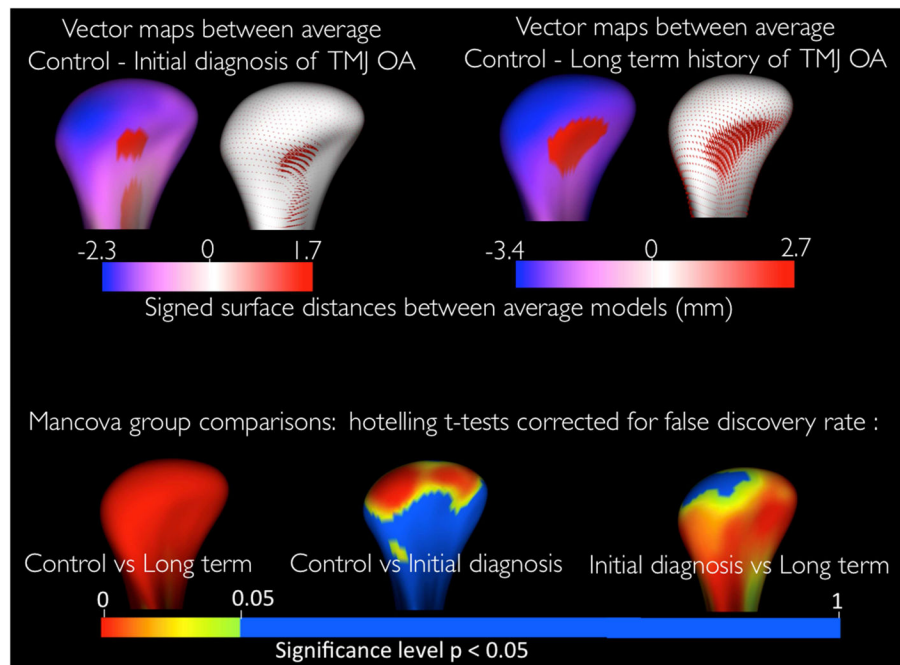 Vector maps between average
Control - Initial diagnosis of TMJ OA
Vector maps between average
Control - Long term history of TMJ OA
-2.3 0 1.7
-3.4 0 2.7
Signed surface distances between average models (mm)
Mancova group comparisons: hotelling t-tests corrected for false discovery rate :
Control vs Long term
Control vs Initial diagnosis
Initial diagnosis vs Long term
0 0.05 1
Significance level p < 0.05